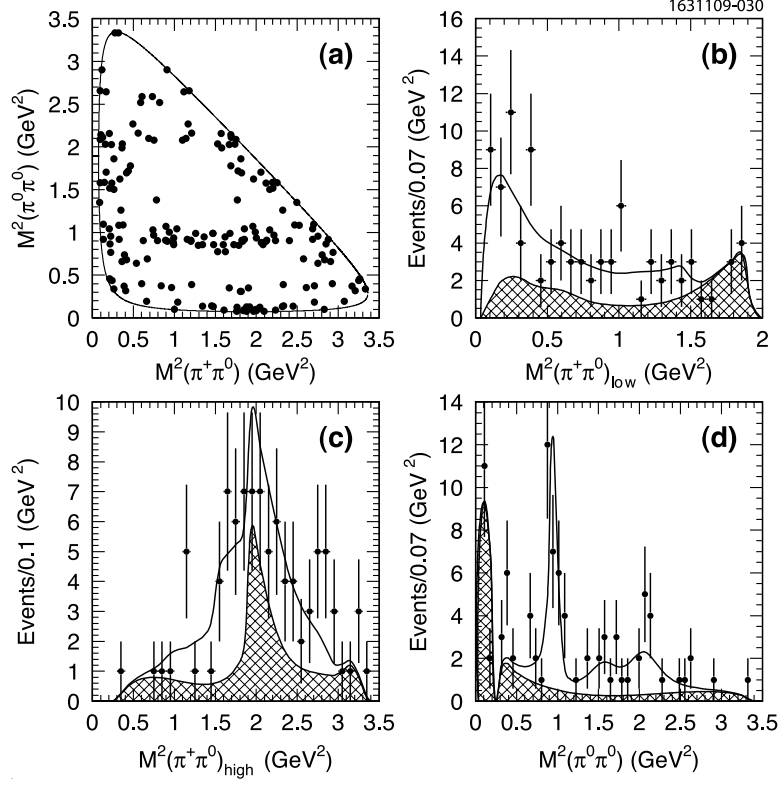 1631109-030
(a)
3.5
3
2.5
2
1.5
1
0.5
0
M²(π⁰π⁰) (GeV²)
0 0.5 1 1.5 2 2.5 3 3.5
M²(π⁺π⁰) (GeV²)
(b)
16
14
12
10
8
6
4
2
0
Events/0.07 (GeV²)
0 0.5 1 1.5 2
M²(π⁺π⁰)low (GeV²)
(c)
10
9
8
7
6
5
4
3
2
1
0
Events/0.1 (GeV²)
0 0.5 1 1.5 2 2.5 3 3.5
M²(π⁺π⁰)high (GeV²)
(d)
14
12
10
8
6
4
2
0
Events/0.07 (GeV²)
0 0.5 1 1.5 2 2.5 3 3.5
M²(π⁰π⁰) (GeV²)